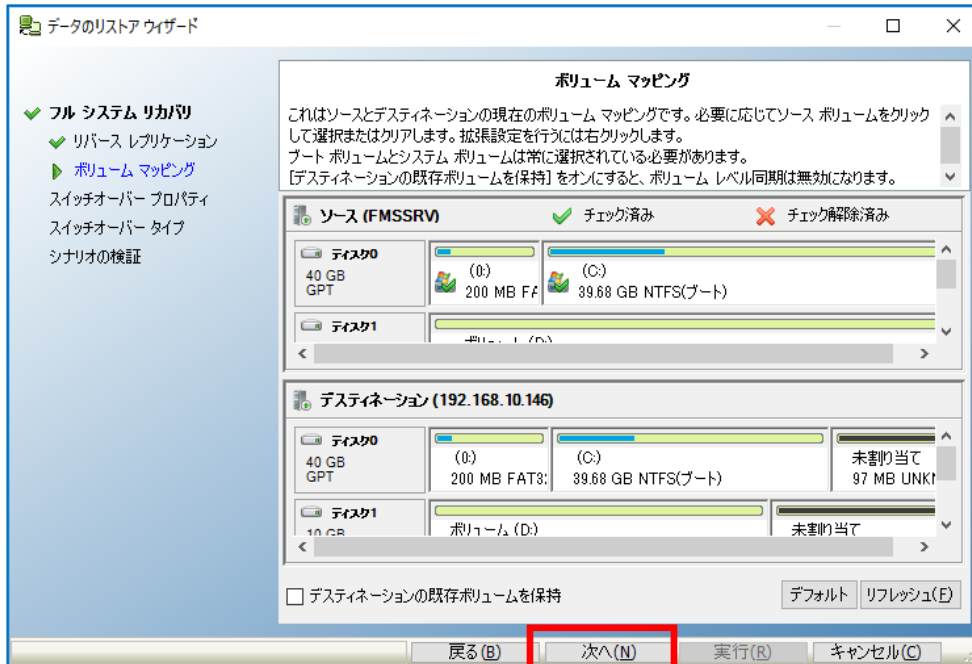 データのリストア ウィザード
フル システム リカバリ
リバース レプリケーション
ボリューム マッピング
スイッチオーバー プロパティ
スイッチオーバー タイプ
シナリオの検証
ボリューム マッピング
これはソースとデスティネーションの現在のボリューム マッピングです。必要に応じてソース ボリュームをクリック
して選択またはクリアします。拡張設定を行うには右クリックします。
ブート ボリュームとシステム ボリュームは常に選択されている必要があります。
[デスティネーションの既存ボリュームを保持] をオンにすると、ボリューム レベル同期は無効になります。
ソース (FMSSRV) チェック済み チェック解除済み
ディスク0
40 GB
GPT
(0:)
200 MB FA
(C:)
39.68 GB NTFS(ブート)
ディスク1
ボリューム (D:)
デスティネーション (192.168.10.146)
ディスク0
40 GB
GPT
(0:)
200 MB FAT3
(C:)
39.68 GB NTFS(ブート)
未割り当て
97 MB UNK
ディスク1
10 GB
ボリューム (D:)
未割り当て
デスティネーションの既存ボリュームを保持
デフォルト リフレッシュ(F)
戻る(B) 次へ(N) 実行(R) キャンセル(C)